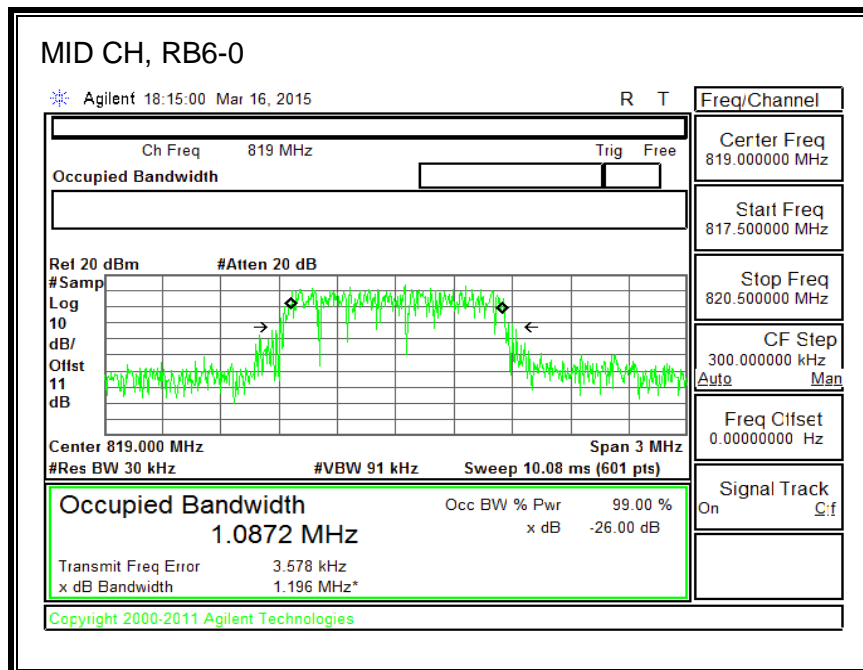 MID CH, RB6-0
Agilent 18:15:00 Mar 16, 2015 R T
Freq/Channel
Ch Freq 819 MHz Trig Free
Occupied Bandwidth
Center Freq
819.000000 MHz
Start Freq
817.500000 MHz
Stop Freq
820.500000 MHz
CF Step
300.000000 kHz
Auto Man
Freq Offset
0.00000000 Hz
Signal Track
On Off
Ref 20 dBm #Atten 20 dB
#Samp
Log
10
dB/
Offst
11
dB
Center 819.000 MHz Span 3 MHz
#Res BW 30 kHz #VBW 91 kHz Sweep 10.08 ms (601 pts)
Occupied Bandwidth Occ BW % Pwr 99.00 %
1.0872 MHz x dB -26.00 dB
Transmit Freq Error 3.578 kHz
x dB Bandwidth 1.196 MHz*
Copyright 2000-2011 Agilent Technologies